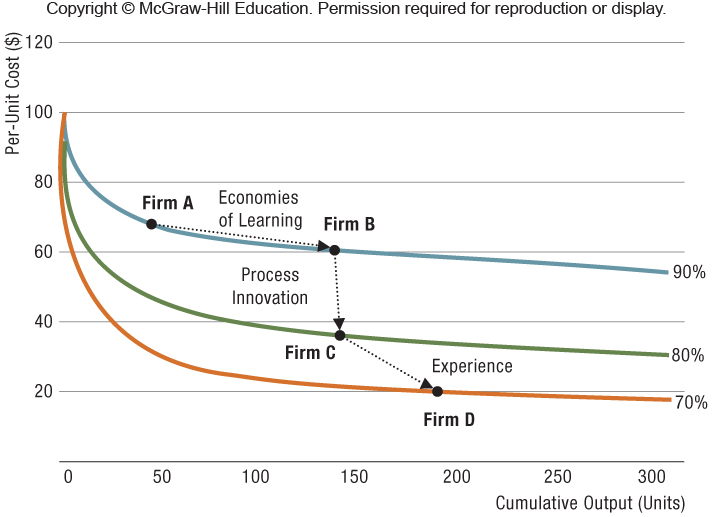 Copyright © McGraw-Hill Education. Permission required for reproduction or display.
Per-Unit Cost ($)
120
100
80
60
40
20
Firm A
Economies
of Learning
Firm B
Process
Innovation
90%
Firm C
Experience
80%
Firm D
70%
0 50 100 150 200 250 300
Cumulative Output (Units)